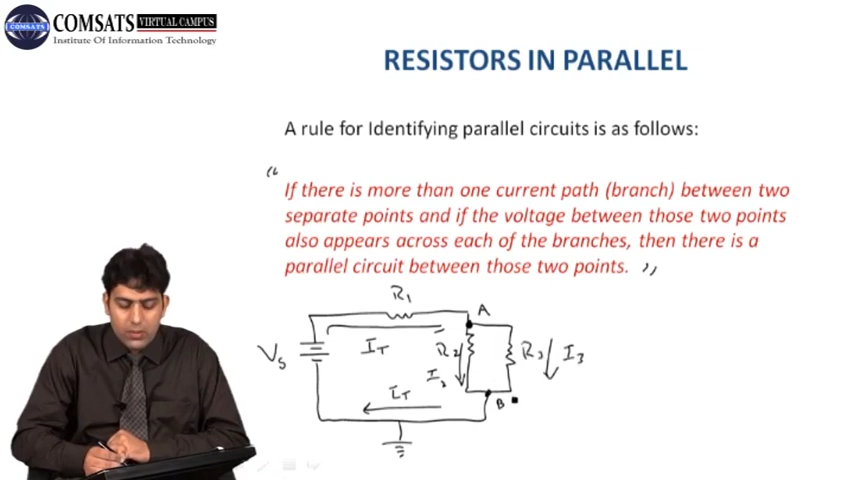 COMSATS VIRTUAL CAMPUS
COMSATS
Institute Of Information Technology
RESISTORS IN PARALLEL
A rule for Identifying parallel circuits is as follows:
“
If there is more than one current path (branch) between two
separate points and if the voltage between those two points
also appears across each of the branches, then there is a
parallel circuit between those two points. ”
R1
A
VS
IT
R2
R3
I3
I2
IT
B